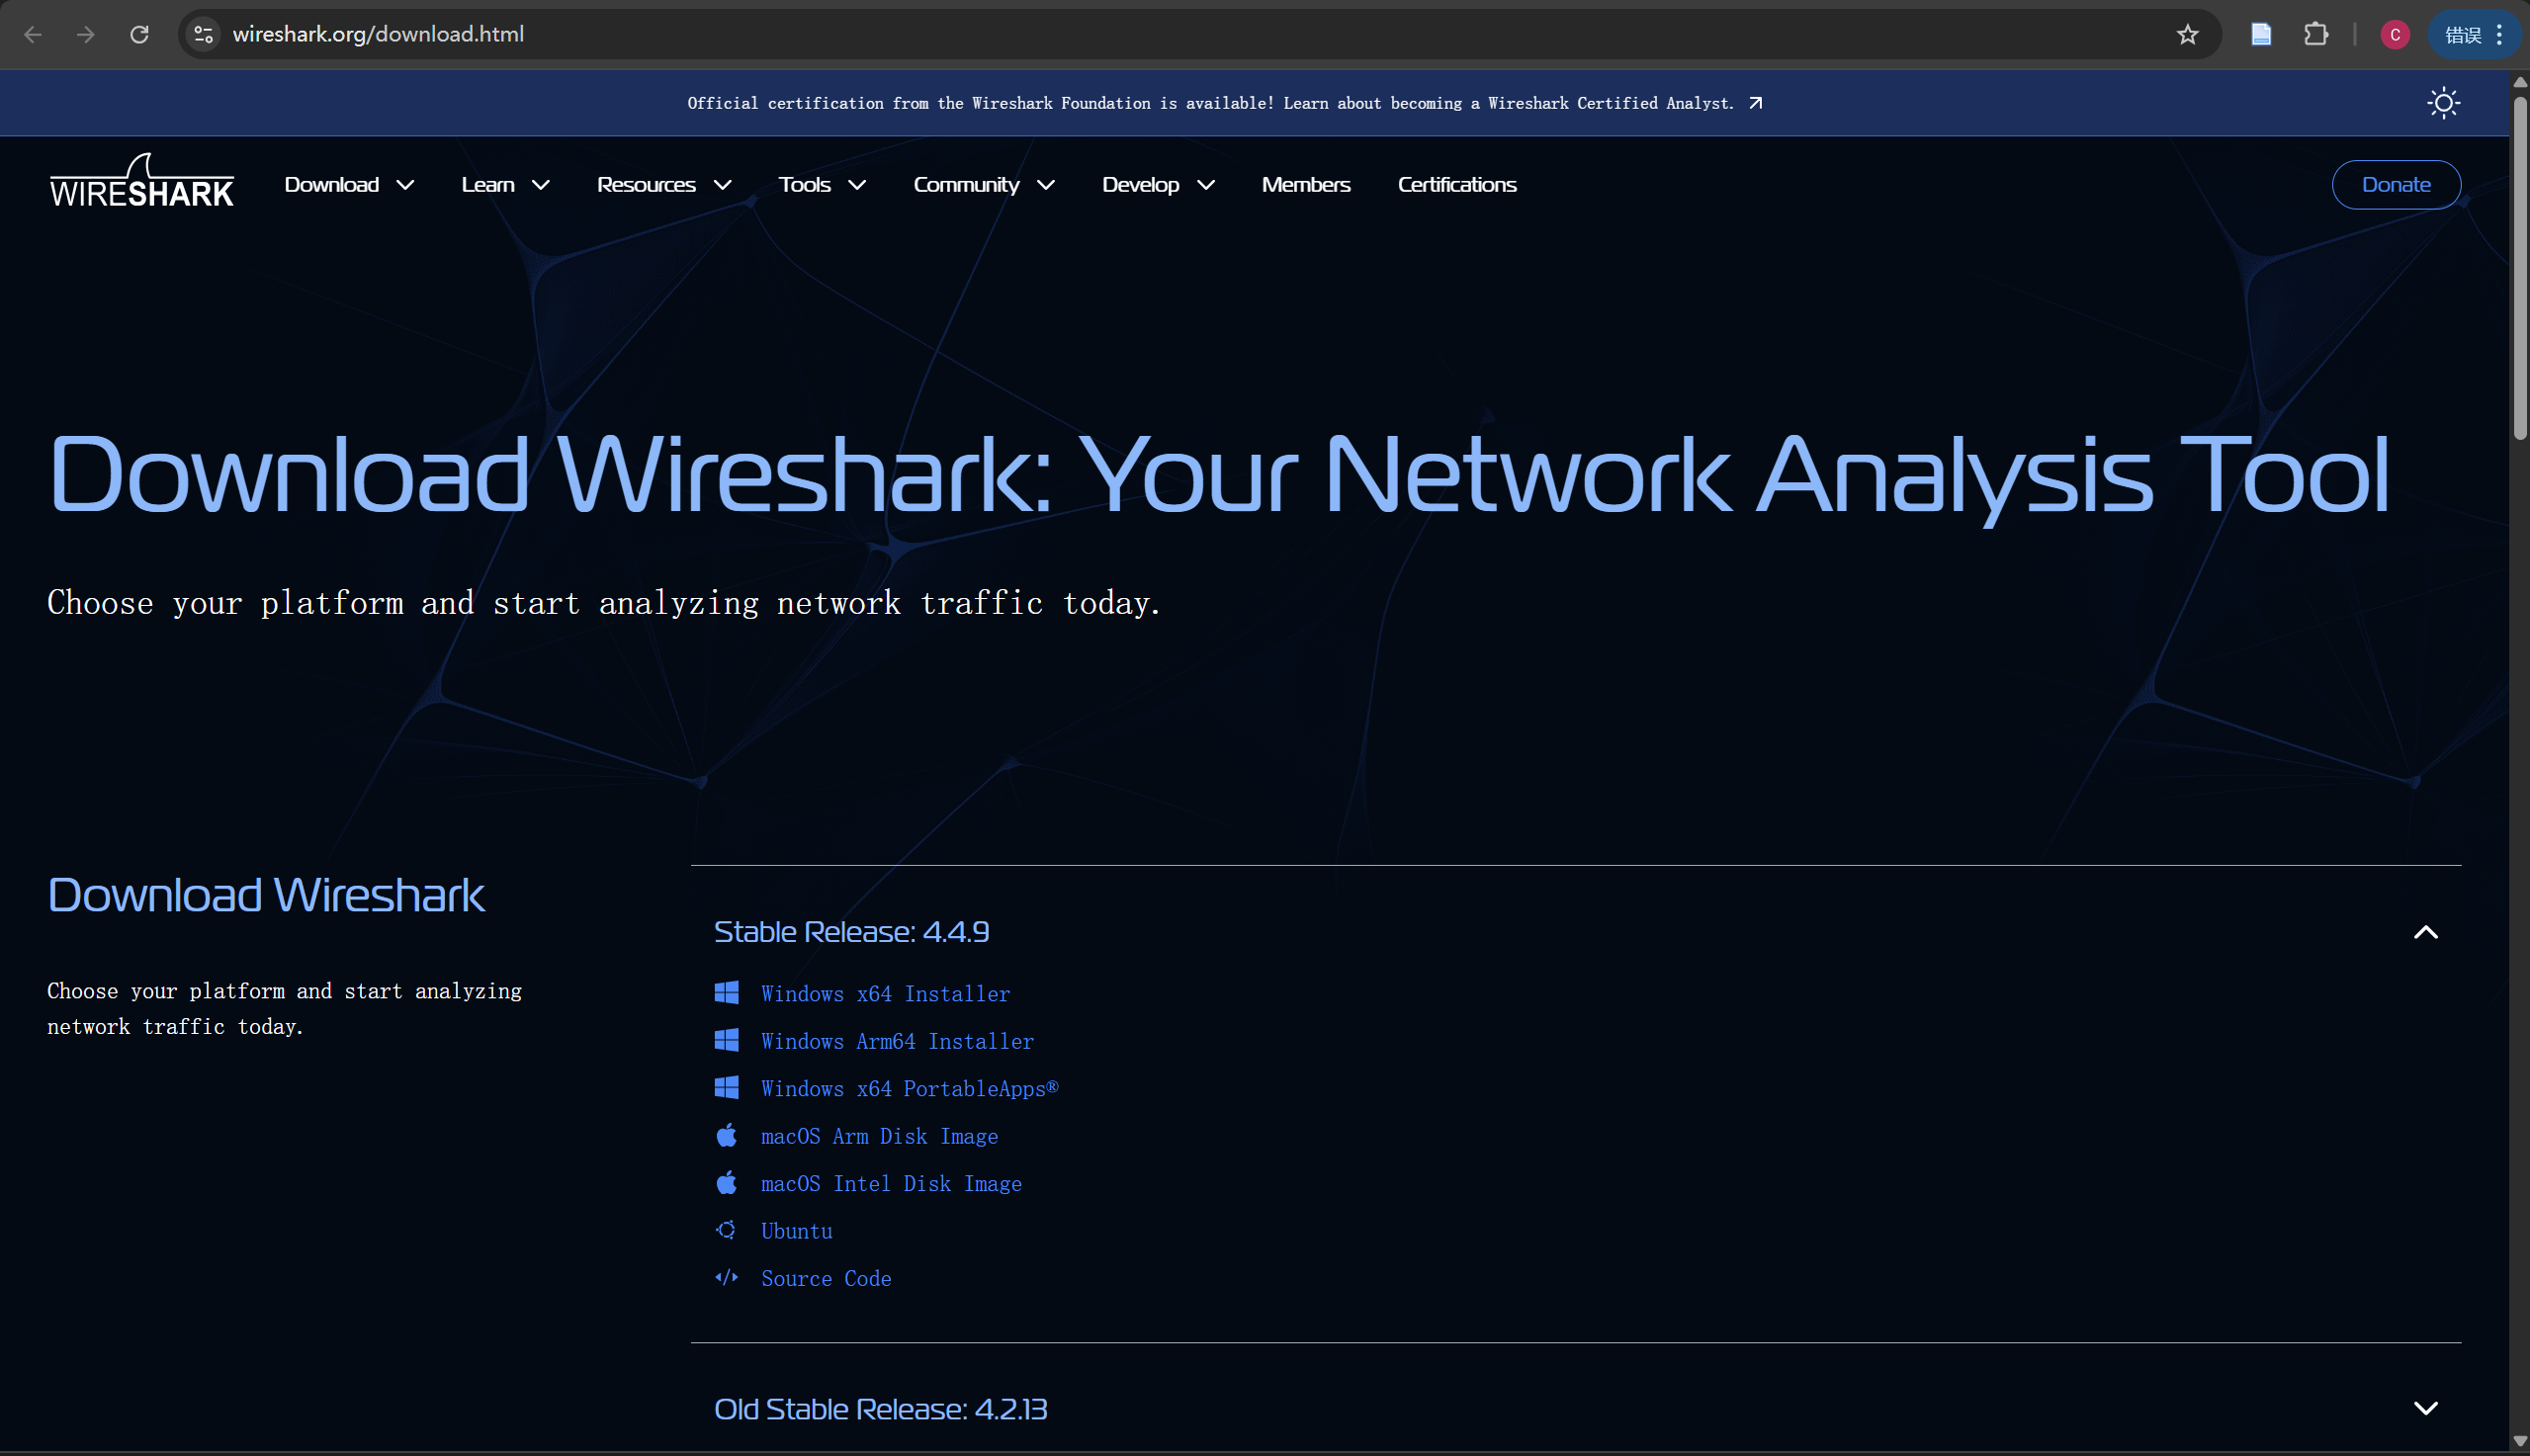 wireshark.org/download.html
C
错误
Official certification from the Wireshark Foundation is available! Learn about becoming a Wireshark Certified Analyst.
WIRESHARK
Download
Learn
Resources
Tools
Community
Develop
Members
Certifications
Donate
Download Wireshark: Your Network Analysis Tool
Choose your platform and start analyzing network traffic today.
Download Wireshark
Choose your platform and start analyzing
network traffic today.
Stable Release: 4.4.9
Windows x64 Installer
Windows Arm64 Installer
Windows x64 PortableApps®
macOS Arm Disk Image
macOS Intel Disk Image
Ubuntu
Source Code
Old Stable Release: 4.2.13